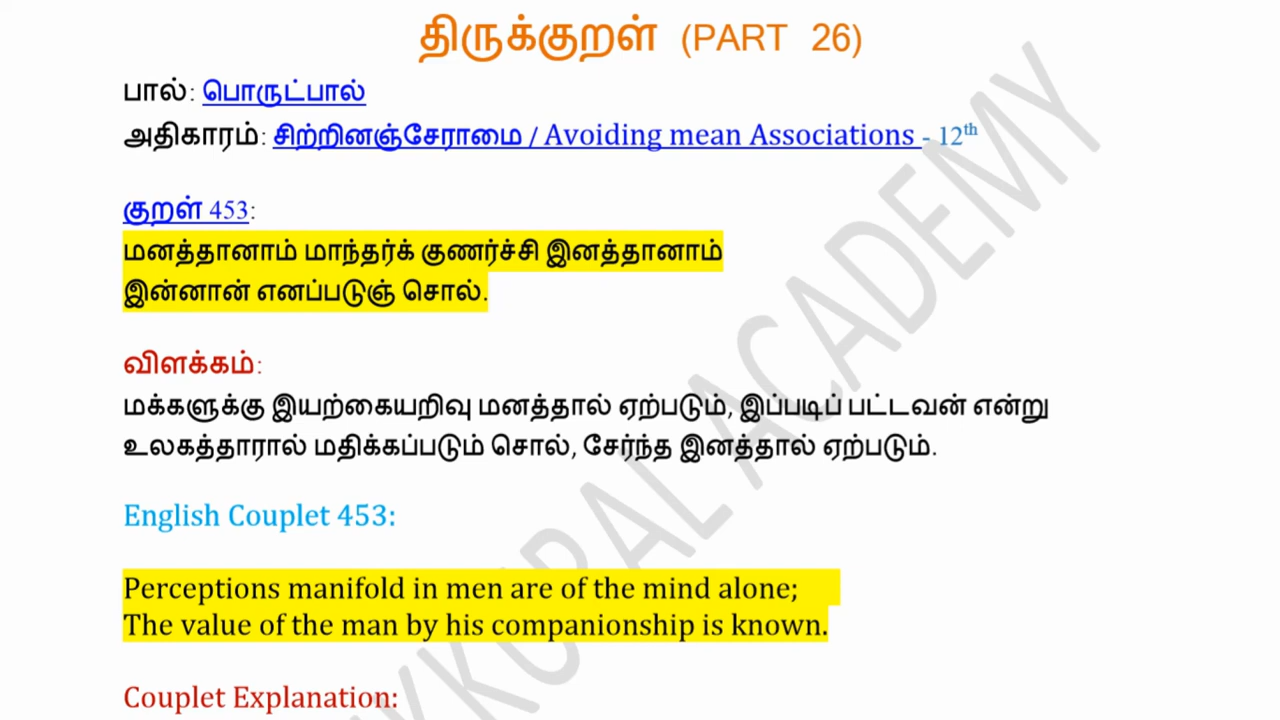 திருக்குறள் (PART 26)
பால்: பொருட்பால்
அதிகாரம்: சிற்றினஞ்சேராமை / Avoiding mean Associations - 12th
குறள் 453:
மனத்தானாம் மாந்தர்க் குணர்ச்சி இனத்தானாம்
இன்னான் எனப்படுஞ் சொல்.
விளக்கம்:
மக்களுக்கு இயற்கையறிவு மனத்தால் ஏற்படும், இப்படிப் பட்டவன் என்று
உலகத்தாரால் மதிக்கப்படும் சொல், சேர்ந்த இனத்தால் ஏற்படும்.
English Couplet 453:
Perceptions manifold in men are of the mind alone;
The value of the man by his companionship is known.
Couplet Explanation:
KKURAL ACADEMY